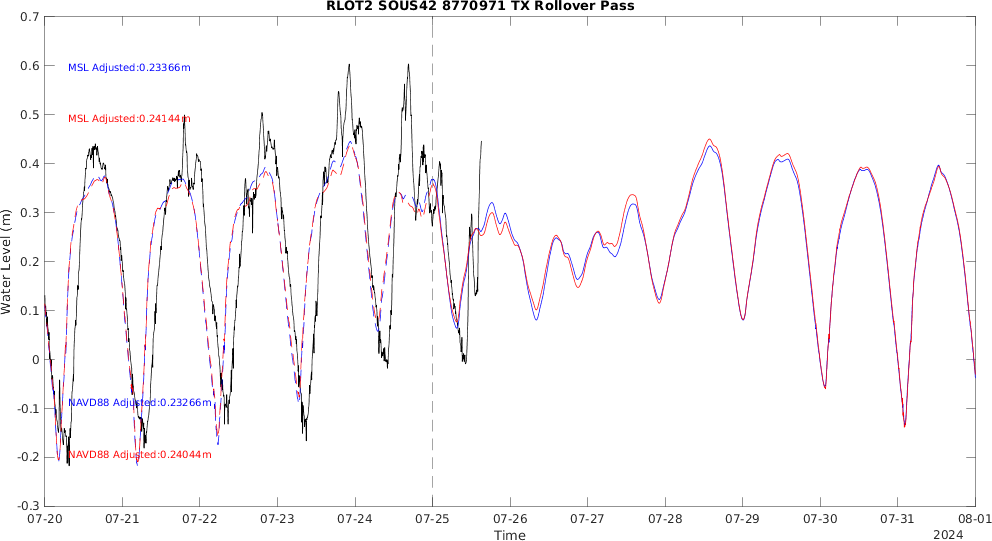 RLOT2 SOUS42 8770971 TX Rollover Pass
0.7
0.6
MSL Adjusted:0.23366m
0.5
MSL Adjusted:0.24144m
0.4
0.3
Water Level (m)
0.2
0.1
0
NAVD88 Adjusted:0.23266m
-0.1
NAVD88 Adjusted:0.24044m
-0.2
-0.3
07-20 07-21 07-22 07-23 07-24 07-25 07-26 07-27 07-28 07-29 07-30 07-31 08-01
Time
2024